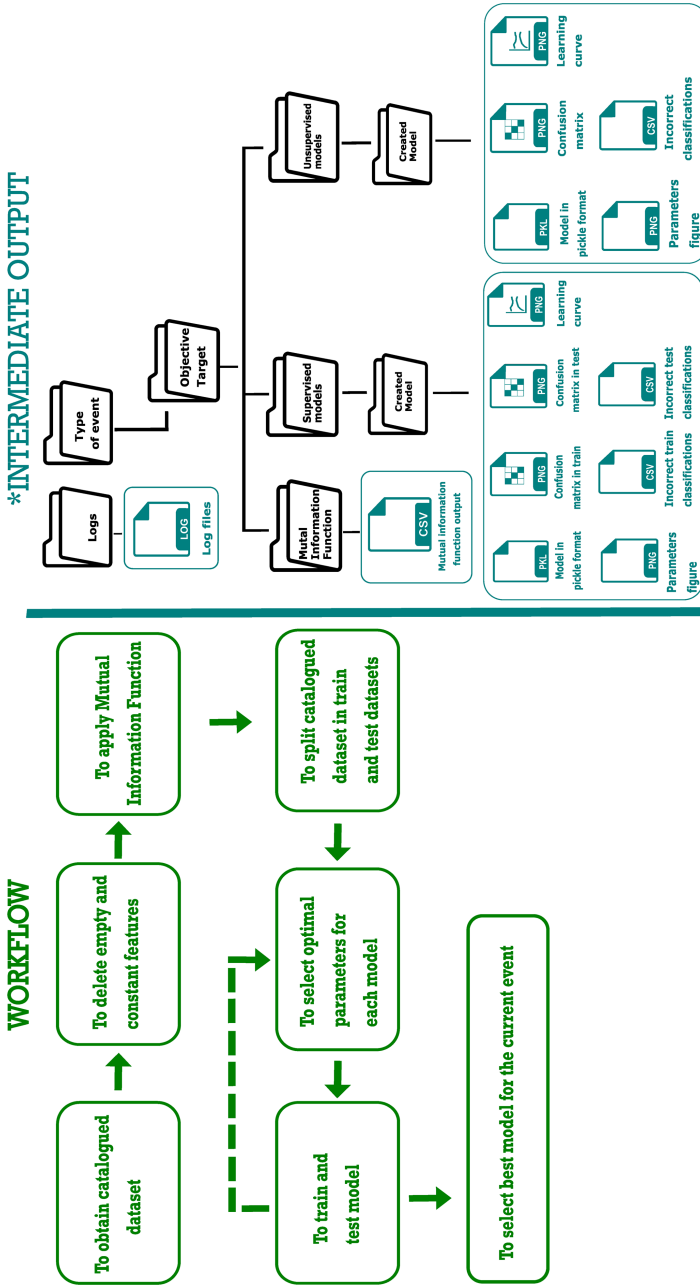 WORKFLOW
To obtain catalogued
dataset
To delete empty and
constant features
To apply Mutual
Information Function
To train and
test model
To select optimal
parameters for
each model
To split catalogued
dataset in train
and test datasets
To select best model for the current event
*INTERMEDIATE OUTPUT
Logs
LOG
Log files
Type
of event
Objective
Target
Mutal
Information
Function
CSV
Mutual information
function output
Supervised
models
Created
Model
Unsupervised
models
Created
Model
PKL
Model in
pickle format
PNG
Confusion
matrix in train
PNG
Confusion
matrix in test
PNG
Learning
curve
PNG
Parameters
figure
CSV
Incorrect train
classifications
CSV
Incorrect test
classifications
PKL
Model in
pickle format
PNG
Confusion
matrix
PNG
Learning
curve
PNG
Parameters
figure
CSV
Incorrect
classifications